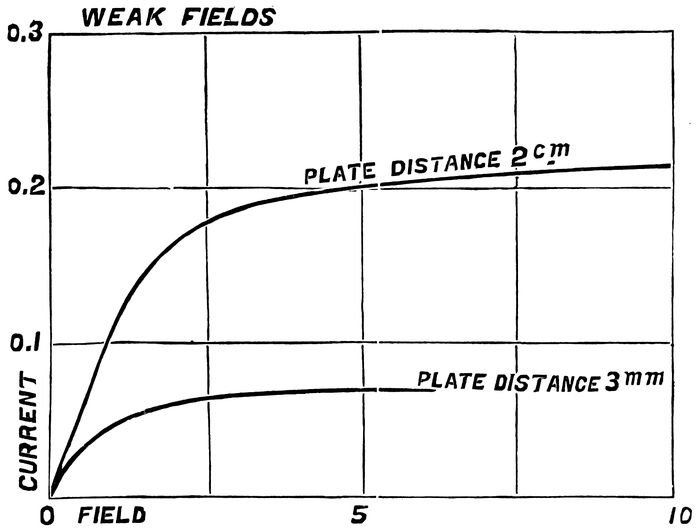 WEAK FIELDS
0.3
PLATE DISTANCE 2cm
0.2
0.1
PLATE DISTANCE 3mm
CURRENT
0 FIELD 5 10